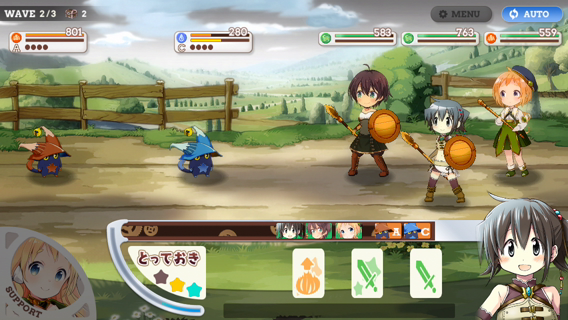 WAVE 2/3 2
MENU
AUTO
801
A
280
C
583
763
559
A C
とっておき
SUPPORT